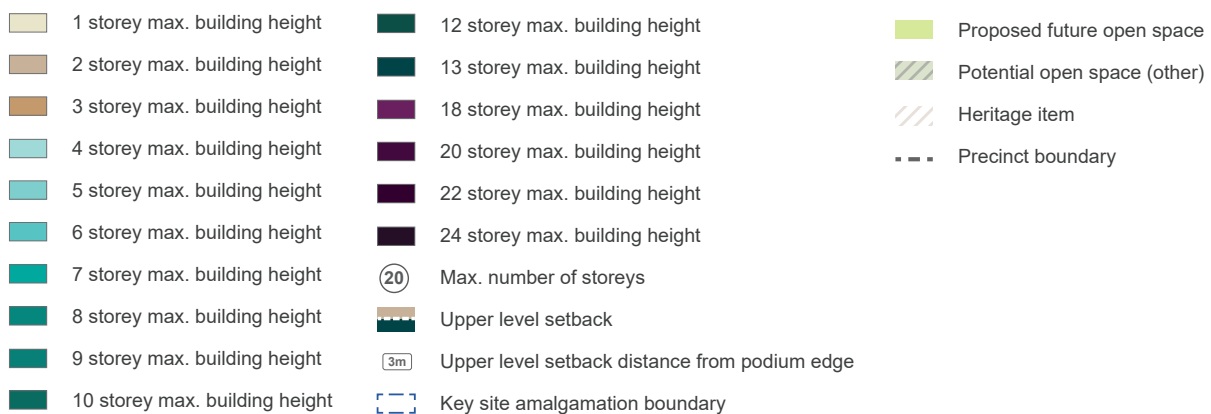 1 storey max. building height
2 storey max. building height
3 storey max. building height
4 storey max. building height
5 storey max. building height
6 storey max. building height
7 storey max. building height
8 storey max. building height
9 storey max. building height
10 storey max. building height
12 storey max. building height
13 storey max. building height
18 storey max. building height
20 storey max. building height
22 storey max. building height
24 storey max. building height
20 Max. number of storeys
Upper level setback
3m Upper level setback distance from podium edge
Key site amalgamation boundary
Proposed future open space
Potential open space (other)
Heritage item
Precinct boundary